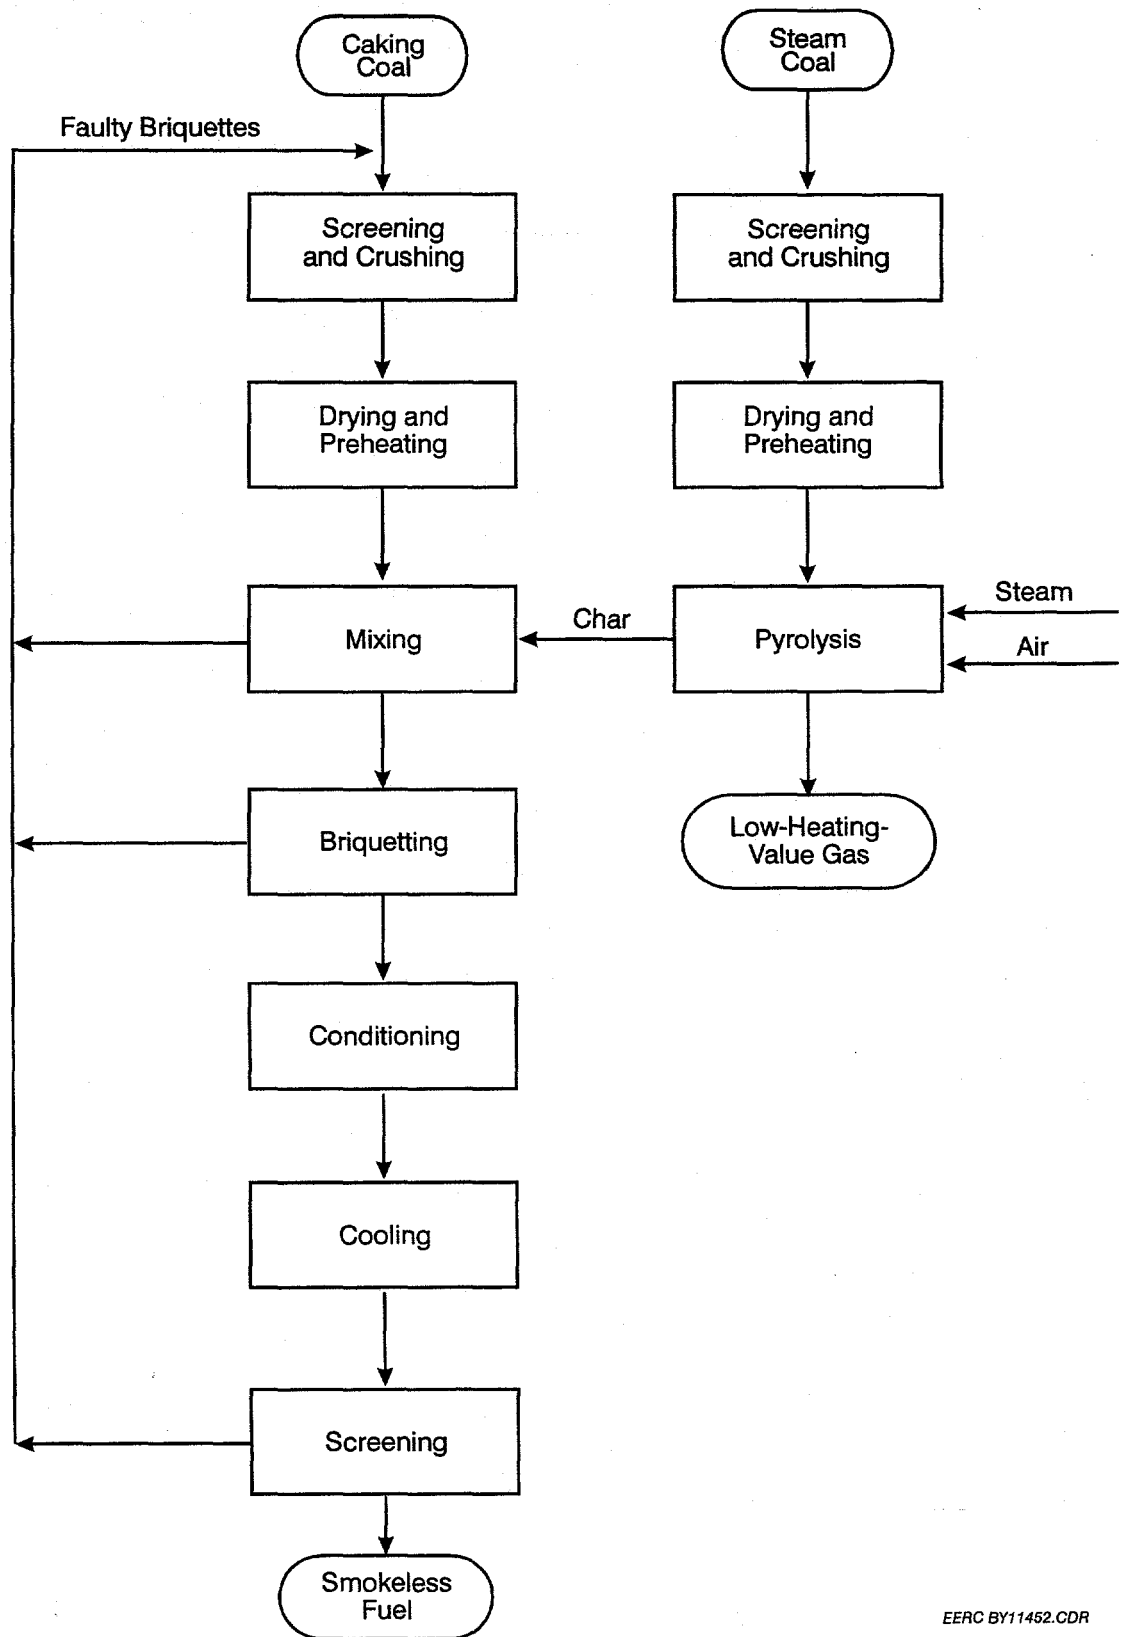 Caking
Coal
Steam
Coal
Faulty Briquettes
Screening
and Crushing
Screening
and Crushing
Drying and
Preheating
Drying and
Preheating
Mixing
Char
Pyrolysis
Steam
Air
Briquetting
Low-Heating-
Value Gas
Conditioning
Cooling
Screening
Smokeless
Fuel
EERC BY11452.CDR